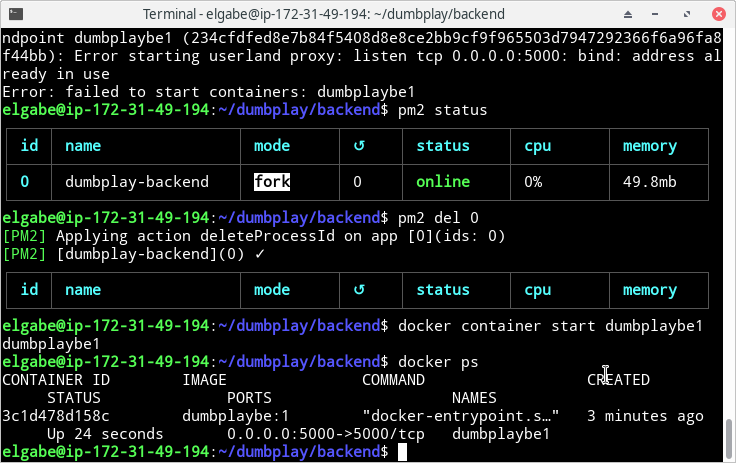 Terminal - elgabe@ip-172-31-49-194: ~/dumbplay/backend
ndpoint dumbplaybe1 (234cfdfed8e7b84f5408d8e8ce2bb9cf9f965503d7947292366f6a96fa8
f44bb): Error starting userland proxy: listen tcp 0.0.0.0:5000: bind: address al
ready in use
Error: failed to start containers: dumbplaybe1
elgabe@ip-172-31-49-194:~/dumbplay/backend$ pm2 status
id name mode ↺ status cpu memory
0 dumbplay-backend fork 0 online 0% 49.8mb
elgabe@ip-172-31-49-194:~/dumbplay/backend$ pm2 del 0
[PM2] Applying action deleteProcessId on app [0](ids: 0)
[PM2] [dumbplay-backend](0) ✓
id name mode ↺ status cpu memory
elgabe@ip-172-31-49-194:~/dumbplay/backend$ docker container start dumbplaybe1
dumbplaybe1
elgabe@ip-172-31-49-194:~/dumbplay/backend$ docker ps
CONTAINER ID IMAGE COMMAND CREATED
STATUS PORTS NAMES
3c1d478d158c dumbplaybe:1 "docker-entrypoint.s…" 3 minutes ago
Up 24 seconds 0.0.0.0:5000->5000/tcp dumbplaybe1
elgabe@ip-172-31-49-194:~/dumbplay/backend$